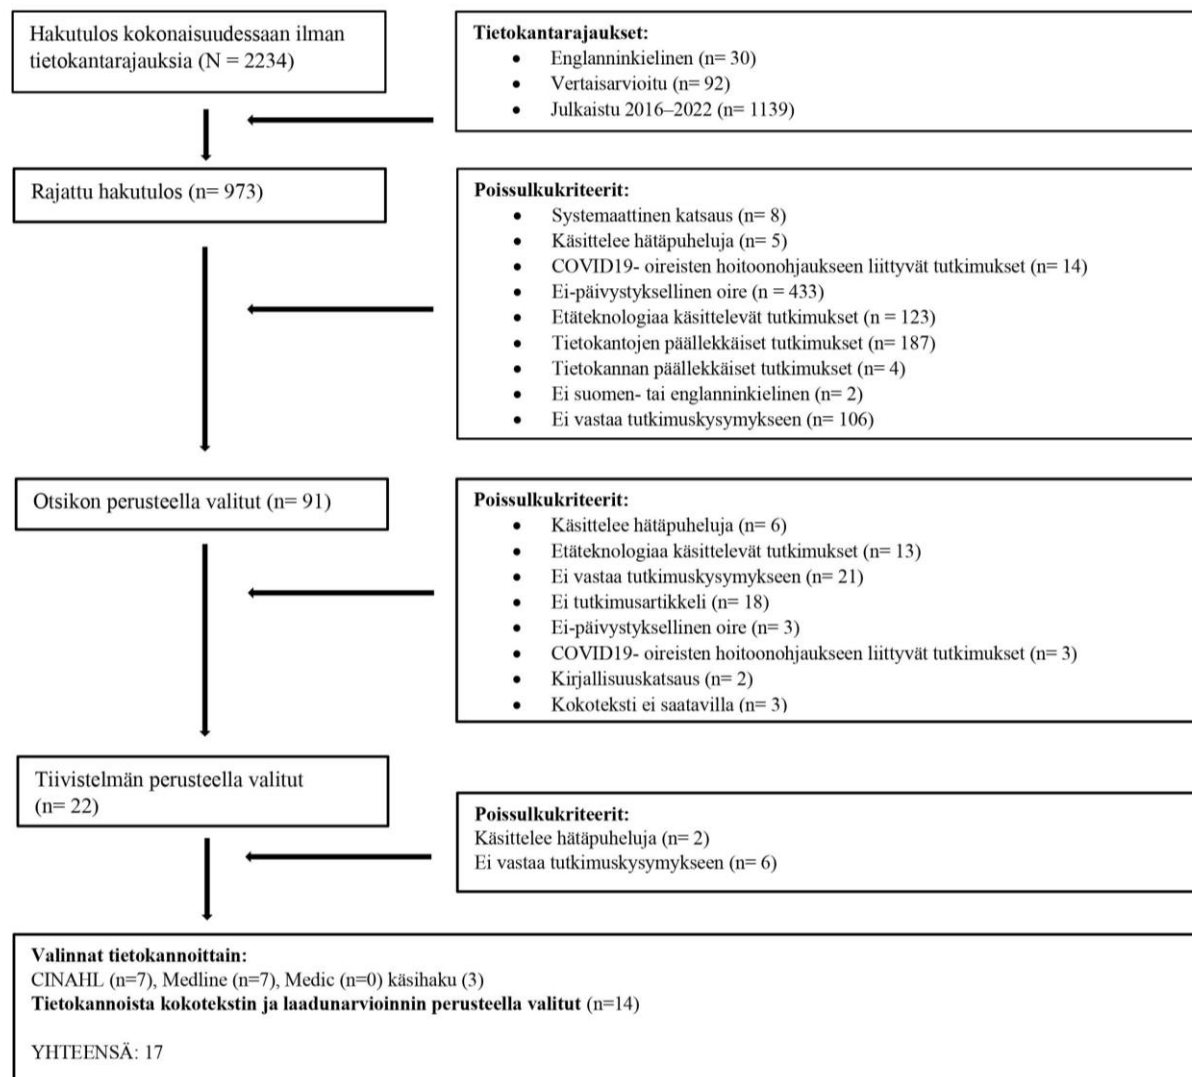 Hakutulos kokonaisuudessaan ilman
tietokantarajauksia (N = 2234)
Tietokantarajaukset:
• Englanninkielinen (n= 30)
• Vertaisarvioitu (n= 92)
• Julkaistu 2016–2022 (n= 1139)
Rajattu hakutulos (n= 973)
Poissulkukriteerit:
• Systemaattinen katsaus (n= 8)
• Käsittelee hätäpuheluja (n= 5)
• COVID19- oireisten hoitoonohjaukseen liittyvät tutkimukset (n= 14)
• Ei-päivystyksellinen oire (n = 433)
• Etäteknologiaa käsittelevät tutkimukset (n = 123)
• Tietokantojen päällekkäiset tutkimukset (n= 187)
• Tietokannan päällekkäiset tutkimukset (n= 4)
• Ei suomen- tai englanninkielinen (n= 2)
• Ei vastaa tutkimuskysymykseen (n= 106)
Otsikon perusteella valitut (n= 91)
Poissulkukriteerit:
• Käsittelee hätäpuheluja (n= 6)
• Etäteknologiaa käsittelevät tutkimukset (n= 13)
• Ei vastaa tutkimuskysymykseen (n= 21)
• Ei tutkimusartikkeli (n= 18)
• Ei-päivystyksellinen oire (n= 3)
• COVID19- oireisten hoitoonohjaukseen liittyvät tutkimukset (n= 3)
• Kirjallisuuskatsaus (n= 2)
• Kokoteksti ei saatavilla (n= 3)
Tiivistelmän perusteella valitut
(n= 22)
Poissulkukriteerit:
Käsittelee hätäpuheluja (n= 2)
Ei vastaa tutkimuskysymykseen (n= 6)
Valinnat tietokannoittain:
CINAHL (n=7), Medline (n=7), Medic (n=0) käsihaku (3)
Tietokannoista kokotekstin ja laadunarvioinnin perusteella valitut (n=14)
YHTEENSÄ: 17